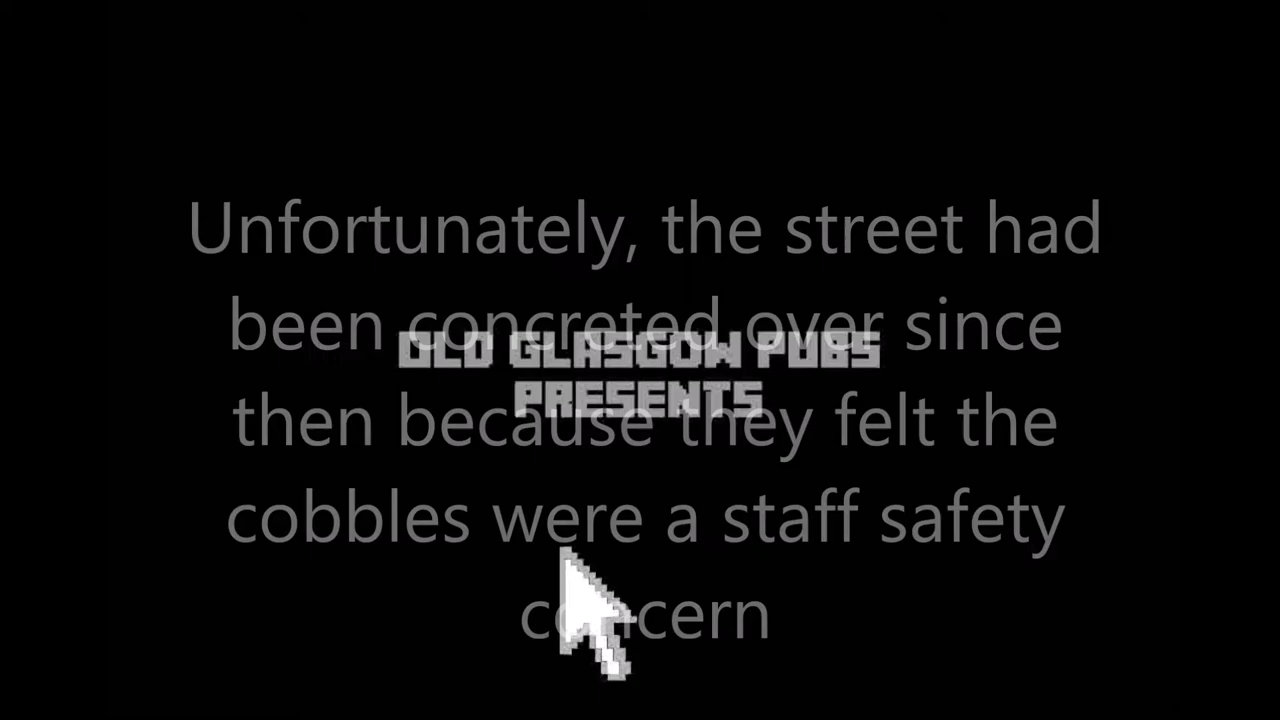 Unfortunately, the street had
been concreted over since
OLD GLASGOW PUBS
PRESENTS
then because they felt the
cobbles were a staff safety
concern